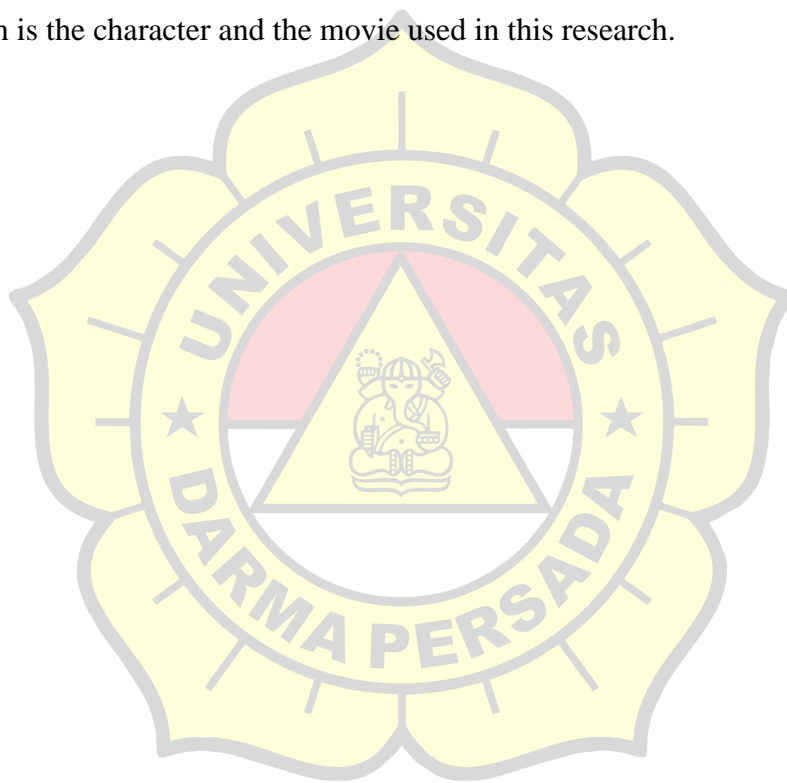 is the character and the movie used in this research.
UNIVERSITAS
DARMA PERSADA